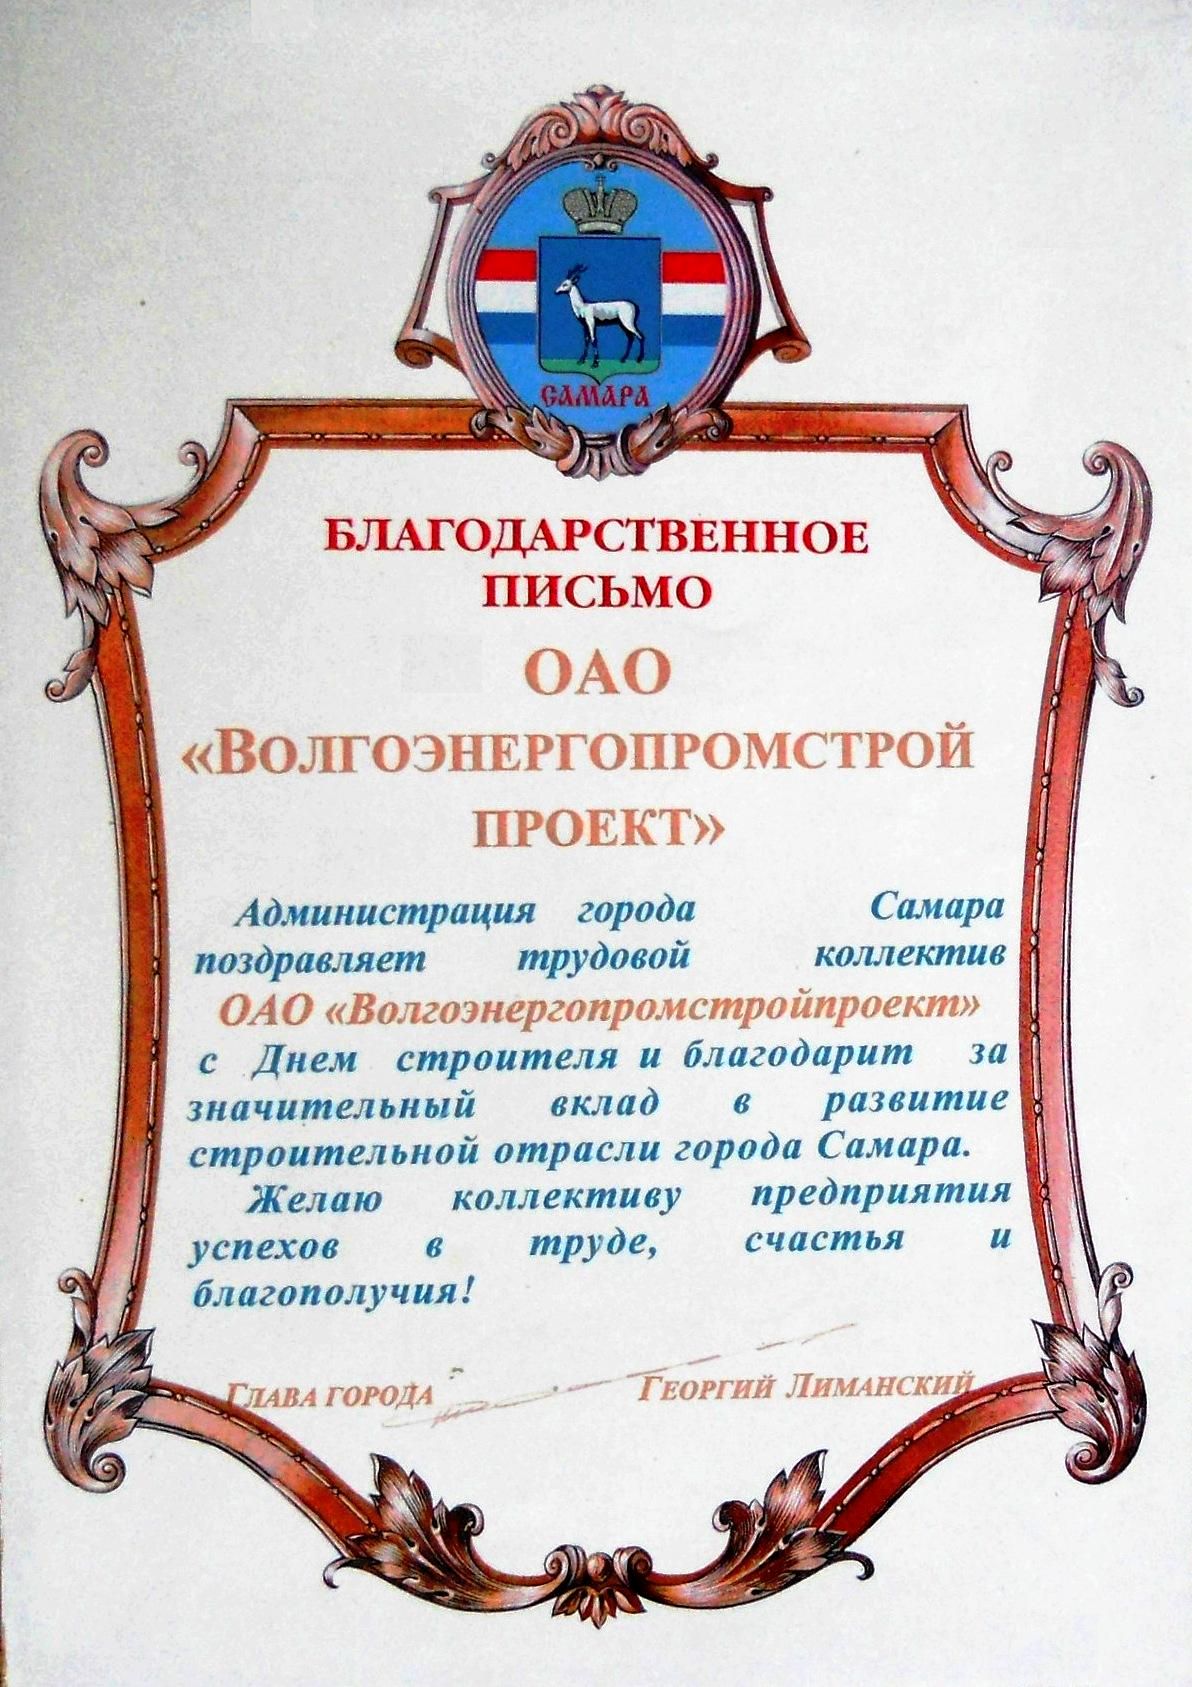 САМАРА
БЛАГОДАРСТВЕННОЕ
ПИСЬМО
ОАО
«ВОЛГОЭНЕРГОПРОМСТРОЙ
ПРОЕКТ»
Администрация города Самара
поздравляет трудовой коллектив
ОАО «Волгоэнергопромстройпроект»
с Днем строителя и благодарит за
значительный вклад в развитие
строительной отрасли города Самара.
Желаю коллективу предприятия
успехов в труде, счастья и
благополучия!
ГЛАВА ГОРОДА ГЕОРГИЙ ЛИМАНСКИЙ